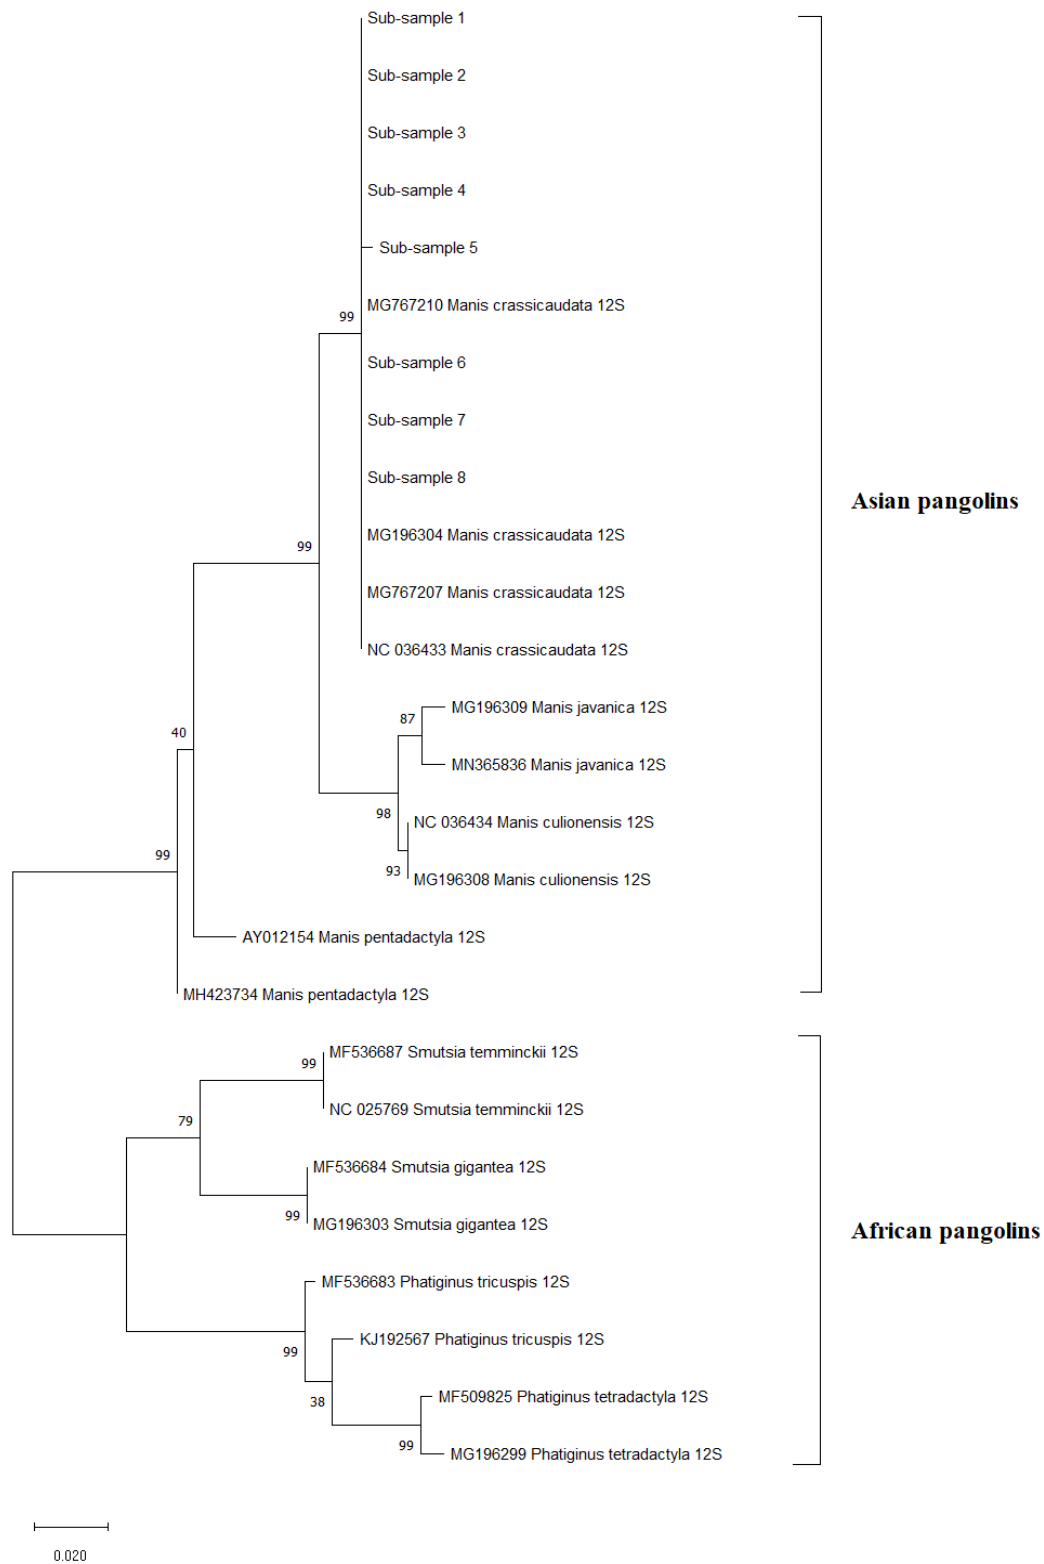 Sub-sample 1
Sub-sample 2
Sub-sample 3
Sub-sample 4
Sub-sample 5
MG767210 Manis crassicaudata 12S
99
Sub-sample 6
Sub-sample 7
Sub-sample 8
Asian pangolins
MG196304 Manis crassicaudata 12S
99
MG767207 Manis crassicaudata 12S
NC 036433 Manis crassicaudata 12S
MG196309 Manis javanica 12S
87
40
MN365836 Manis javanica 12S
98
NC 036434 Manis culionensis 12S
99
93
MG196308 Manis culionensis 12S
AY012154 Manis pentadactyla 12S
MH423734 Manis pentadactyla 12S
MF536687 Smutsia temminckii 12S
99
NC 025769 Smutsia temminckii 12S
79
MF536684 Smutsia gigantea 12S
99
MG196303 Smutsia gigantea 12S
African pangolins
MF536683 Phatiginus tricuspis 12S
KJ192567 Phatiginus tricuspis 12S
99
38
MF509825 Phatiginus tetradactyla 12S
99
MG196299 Phatiginus tetradactyla 12S
0.020